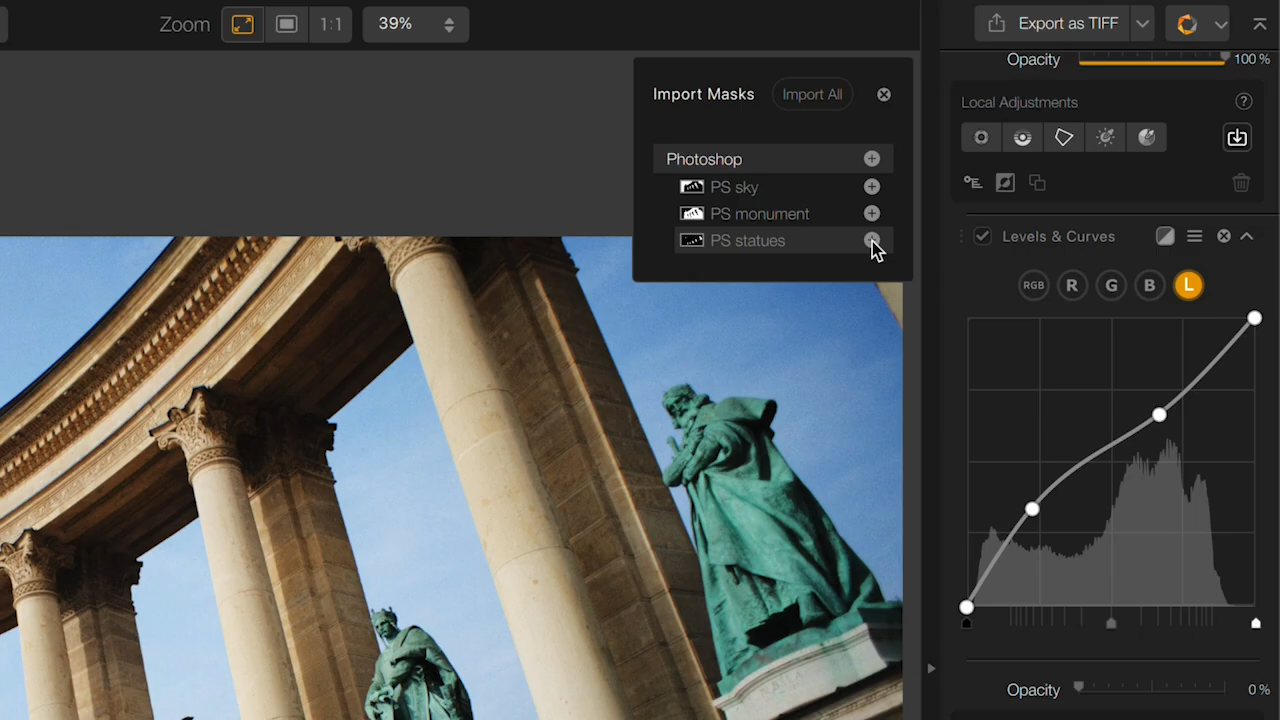 Zoom
1:1
39%
Export as TIFF
Opacity
100 %
Import Masks
Import All
Photoshop
PS sky
PS monument
PS statues
Local Adjustments
?
Levels & Curves
RGB
R
G
B
L
Opacity
0 %